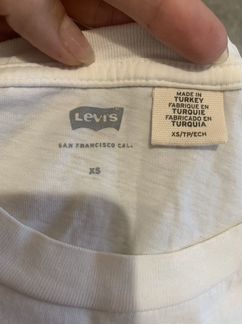 LEVI'S
SAN FRANCISCO CAL.
XS
MADE IN
TURKEY
FABRIQUE EN
TURQUIE
FABRICADO EN
TURQUIA
XS/TP/ECH